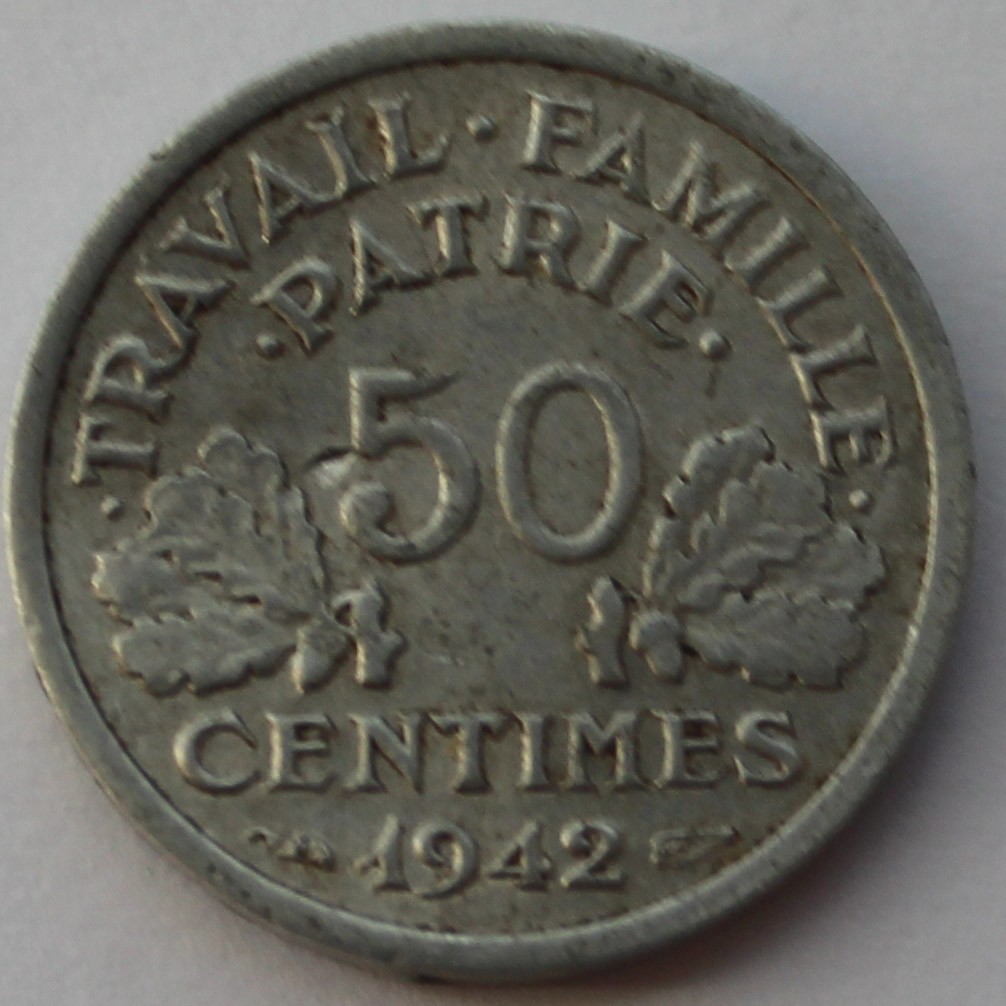 · TRAVAIL · FAMILLE ·
· PATRIE ·
50
CENTIMES
1942